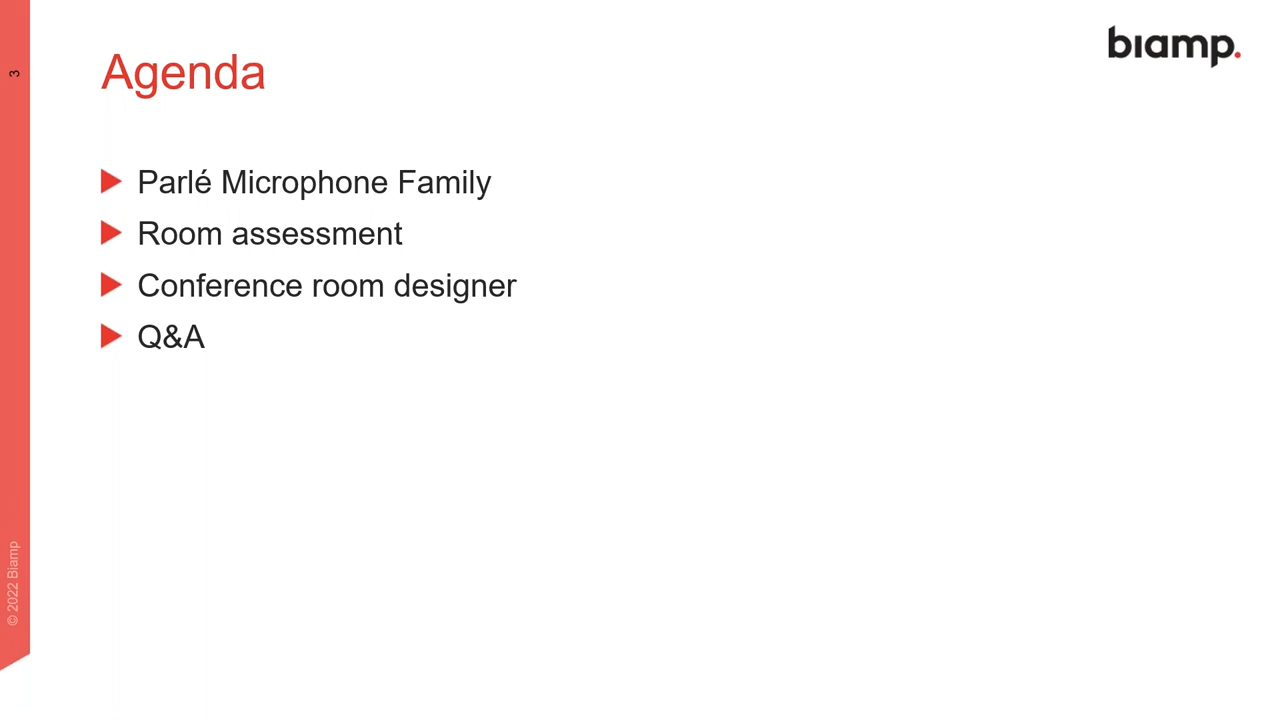 biamp.
3
Agenda
Parlé Microphone Family
Room assessment
Conference room designer
Q&A
© 2022 Biamp